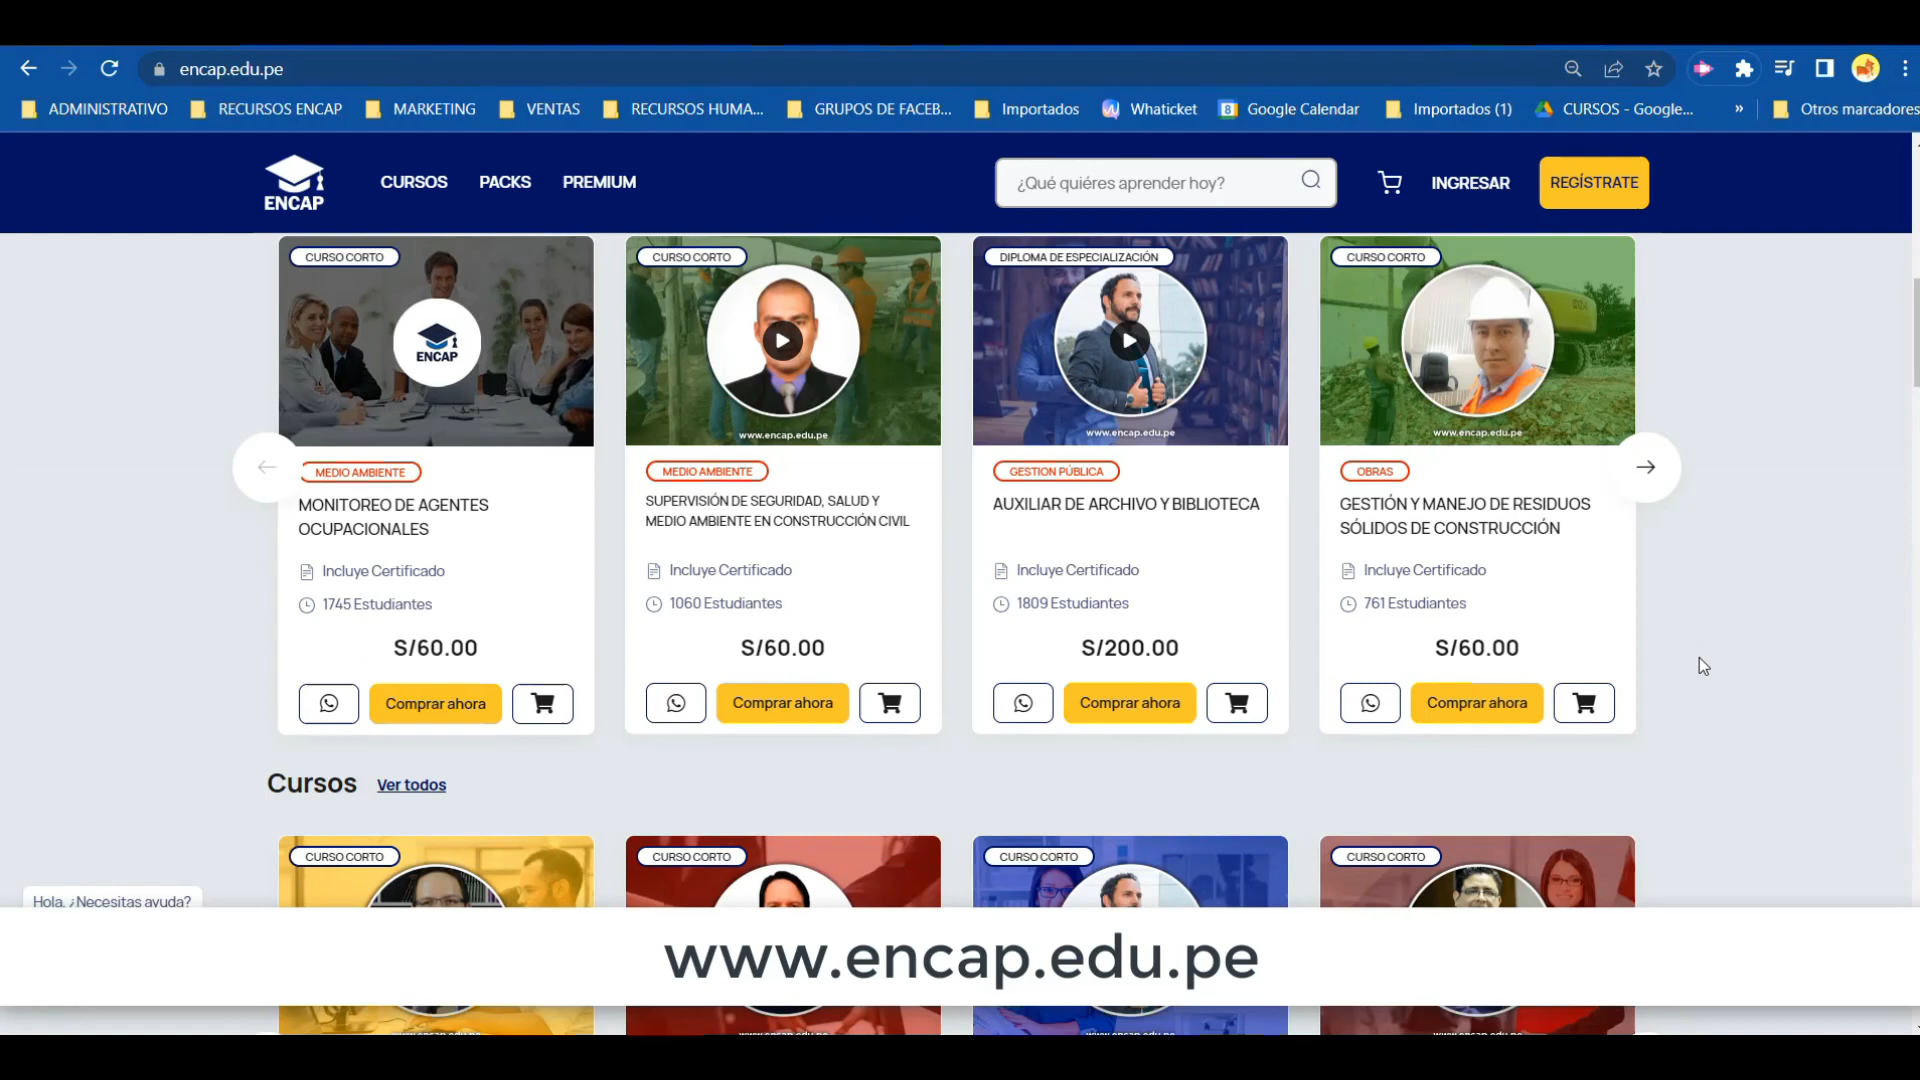 encap.edu.pe
ADMINISTRATIVO
RECURSOS ENCAP
MARKETING
VENTAS
RECURSOS HUMA...
GRUPOS DE FACEB...
Importados
Whaticket
8
Google Calendar
Importados (1)
CURSOS - Google...
»
Otros marcadores
ENCAP
CURSOS
PACKS
PREMIUM
¿Qué quiéres aprender hoy?
INGRESAR
REGÍSTRATE
CURSO CORTO
ENCAP
MEDIO AMBIENTE
MONITOREO DE AGENTES
OCUPACIONALES
Incluye Certificado
1745 Estudiantes
S/60.00
Comprar ahora
CURSO CORTO
www.encap.edu.pe
MEDIO AMBIENTE
SUPERVISIÓN DE SEGURIDAD, SALUD Y
MEDIO AMBIENTE EN CONSTRUCCIÓN CIVIL
Incluye Certificado
1060 Estudiantes
S/60.00
Comprar ahora
DIPLOMA DE ESPECIALIZACIÓN
www.encap.edu.pe
GESTION PÚBLICA
AUXILIAR DE ARCHIVO Y BIBLIOTECA
Incluye Certificado
1809 Estudiantes
S/200.00
Comprar ahora
CURSO CORTO
www.encap.edu.pe
OBRAS
GESTIÓN Y MANEJO DE RESIDUOS
SÓLIDOS DE CONSTRUCCIÓN
Incluye Certificado
761 Estudiantes
S/60.00
Comprar ahora
Cursos
Ver todos
CURSO CORTO
CURSO CORTO
CURSO CORTO
CURSO CORTO
Hola, ¿Necesitas ayuda?
www.encap.edu.pe